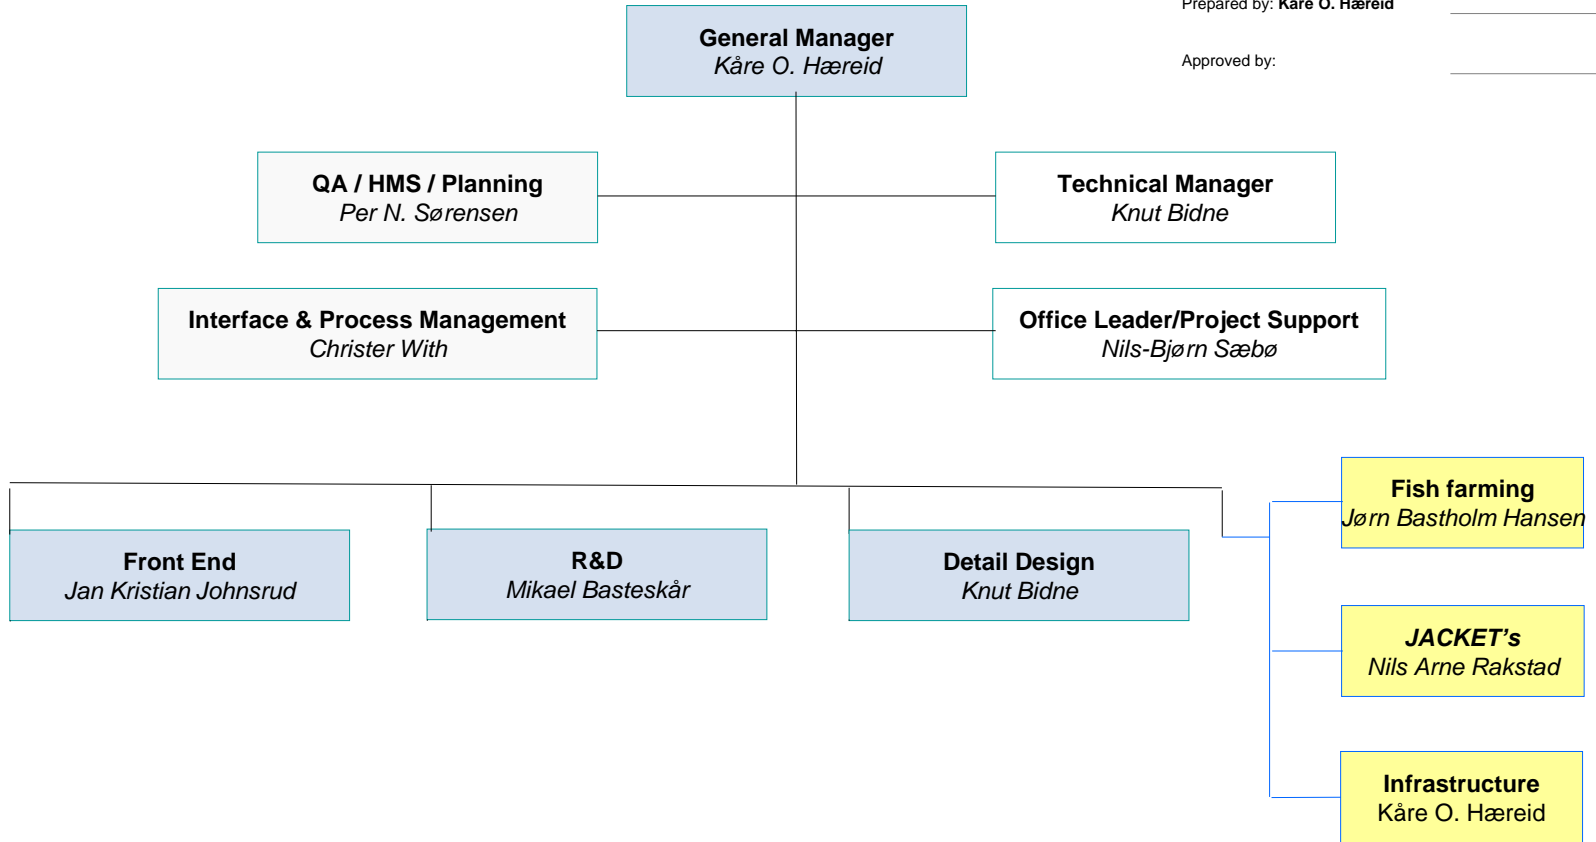 Prepared by: Kåre O. Hæreid
Approved by:
General Manager
Kåre O. Hæreid
QA / HMS / Planning
Per N. Sørensen
Technical Manager
Knut Bidne
Interface & Process Management
Christer With
Office Leader/Project Support
Nils-Bjørn Sæbø
Front End
Jan Kristian Johnsrud
R&D
Mikael Basteskår
Detail Design
Knut Bidne
Fish farming
Jørn Bastholm Hansen
JACKET’s
Nils Arne Rakstad
Infrastructure
Kåre O. Hæreid